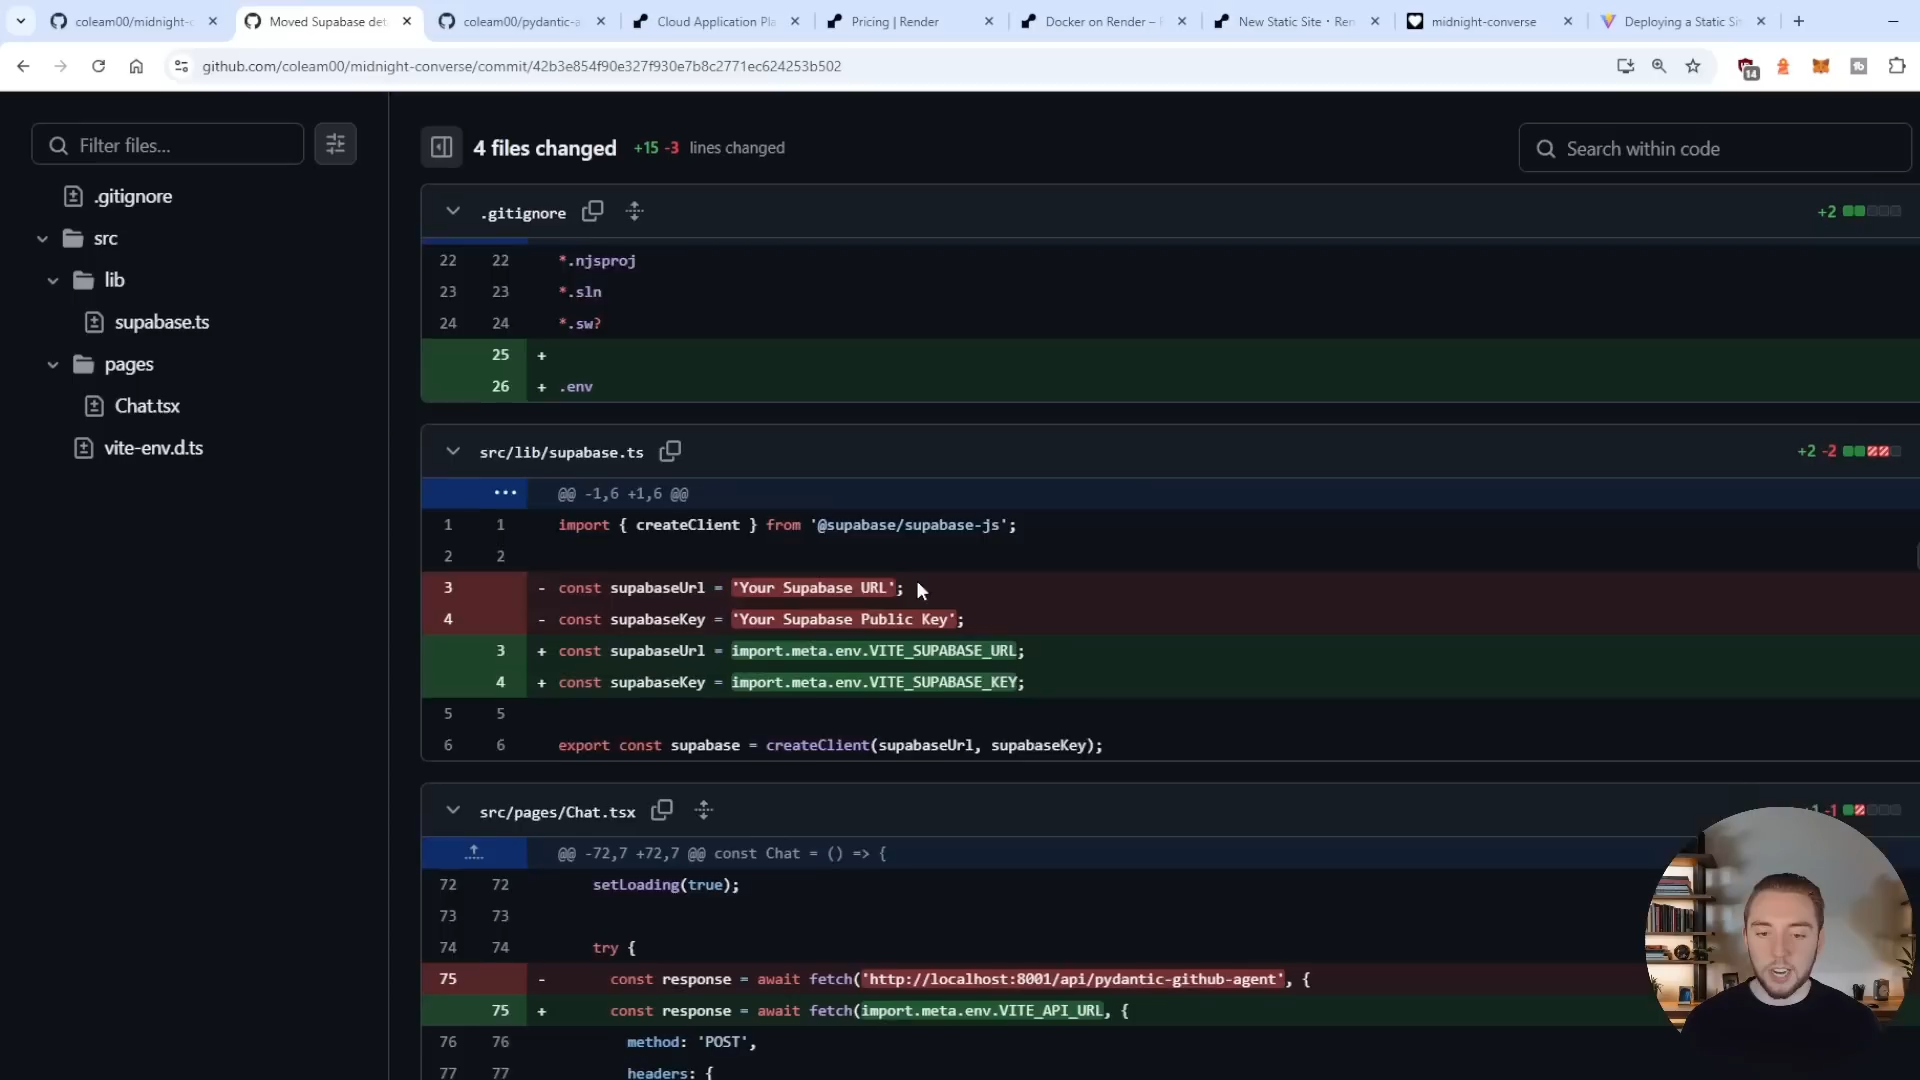 coleam00/midnight-c
Moved Supabase det
coleam00/pydantic-a
Cloud Application Pla
Pricing | Render
Docker on Render –
New Static Site · Ren
midnight-converse
Deploying a Static Si
github.com/coleam00/midnight-converse/commit/42b3e854f90e327f930e7b8c2771ec624253b502
14
Filter files...
.gitignore
src
lib
supabase.ts
pages
Chat.tsx
vite-env.d.ts
4 files changed +15 -3 lines changed
Search within code
.gitignore +2
22 22 *.njsproj
23 23 *.sln
24 24 *.sw?
25 +
26 + .env
src/lib/supabase.ts +2 -2
@@ -1,6 +1,6 @@
1 1 import { createClient } from '@supabase/supabase-js';
2 2
3 - const supabaseUrl = 'Your Supabase URL';
4 - const supabaseKey = 'Your Supabase Public Key';
3 + const supabaseUrl = import.meta.env.VITE_SUPABASE_URL;
4 + const supabaseKey = import.meta.env.VITE_SUPABASE_KEY;
5 5
6 6 export const supabase = createClient(supabaseUrl, supabaseKey);
src/pages/Chat.tsx +1 -1
@@ -72,7 +72,7 @@ const Chat = () => {
72 72 setLoading(true);
73 73
74 74 try {
75 - const response = await fetch('http://localhost:8001/api/pydantic-github-agent', {
75 + const response = await fetch(import.meta.env.VITE_API_URL, {
76 76 method: 'POST',
77 77 headers: {